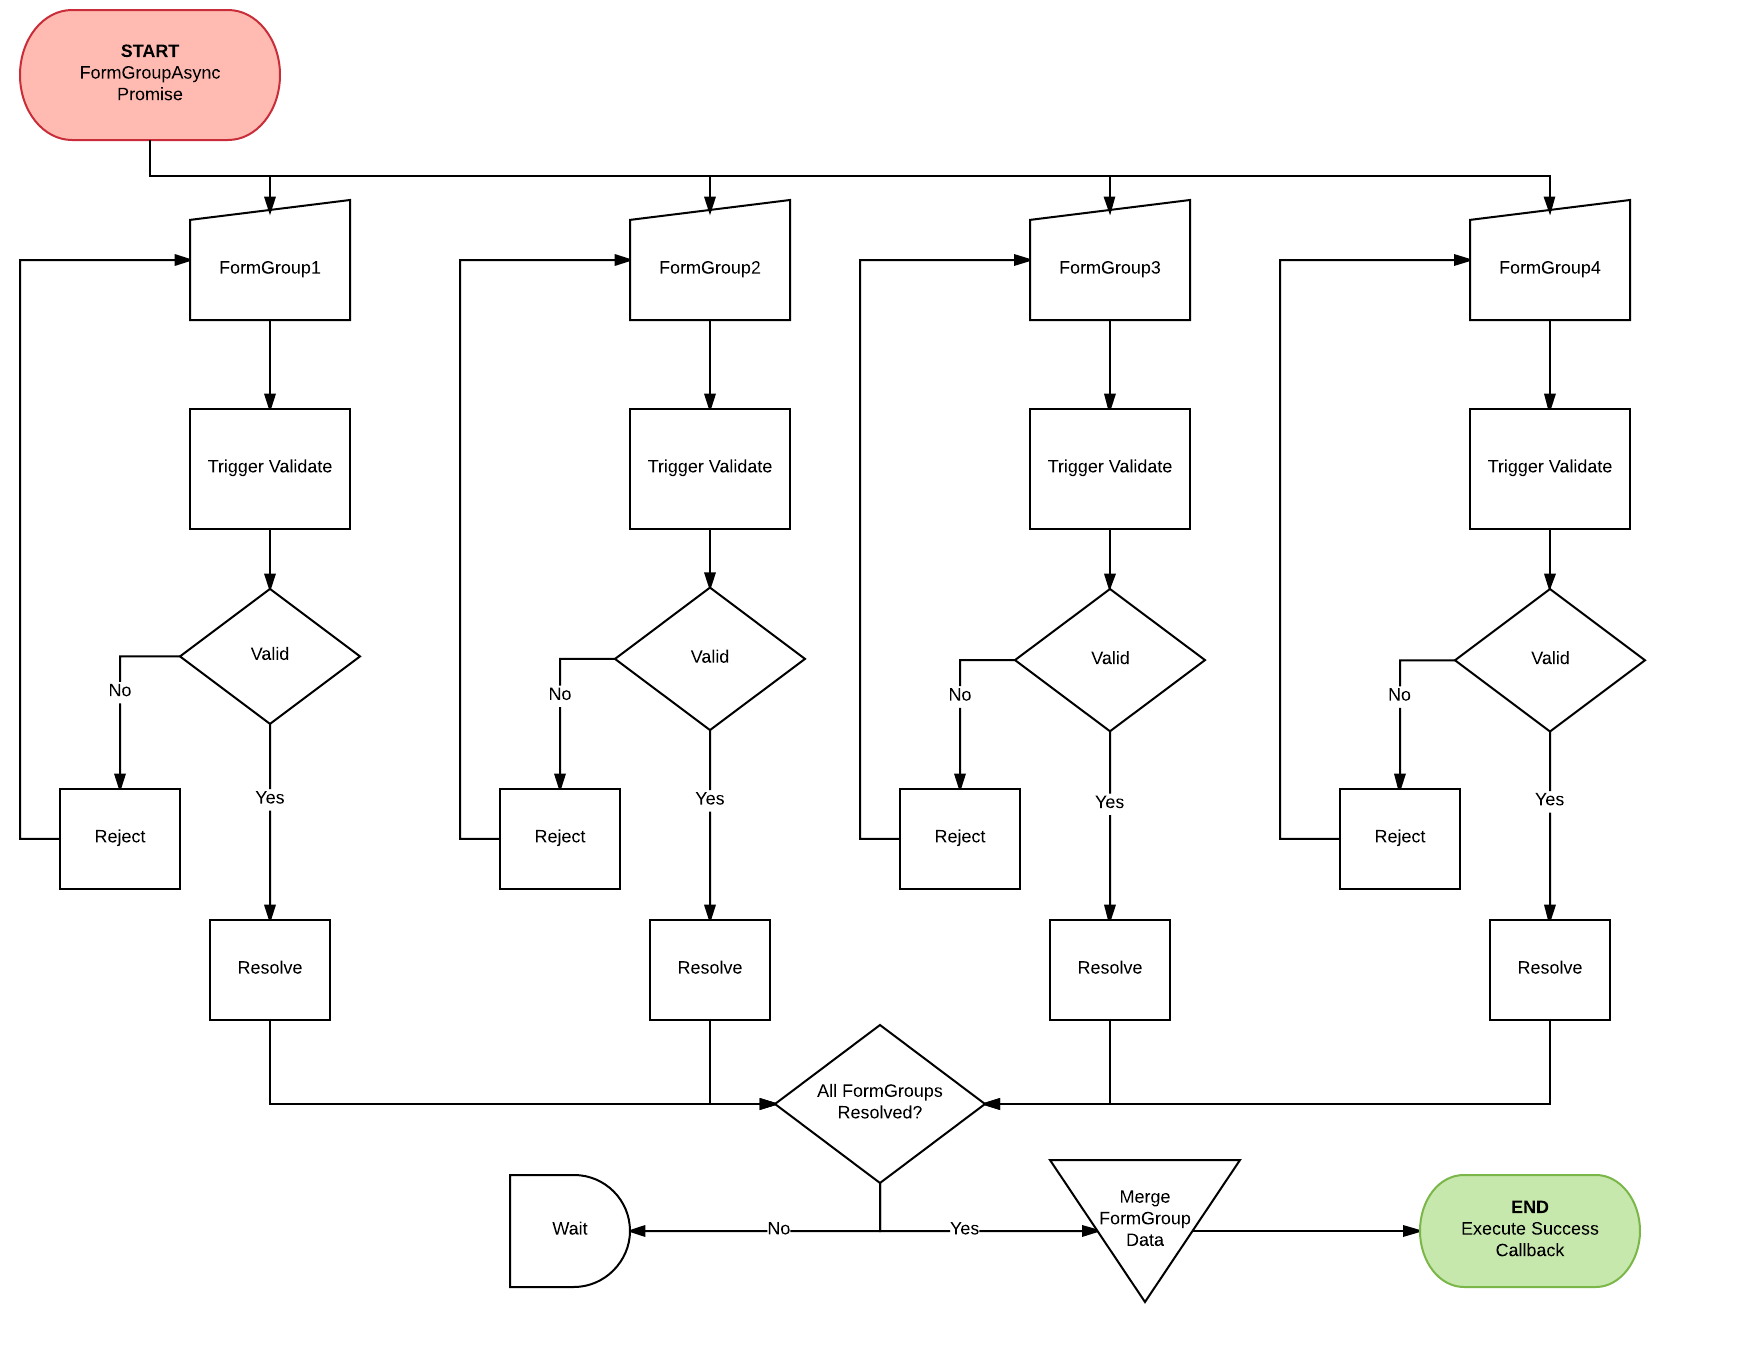 START
FormGroupAsync
Promise
FormGroup1
FormGroup2
FormGroup3
FormGroup4
Trigger Validate
Trigger Validate
Trigger Validate
Trigger Validate
Valid
Valid
Valid
Valid
No
No
No
No
Yes
Yes
Yes
Yes
Reject
Reject
Reject
Reject
Resolve
Resolve
Resolve
Resolve
All FormGroups
Resolved?
Wait
No
Yes
Merge
FormGroup
Data
END
Execute Success
Callback